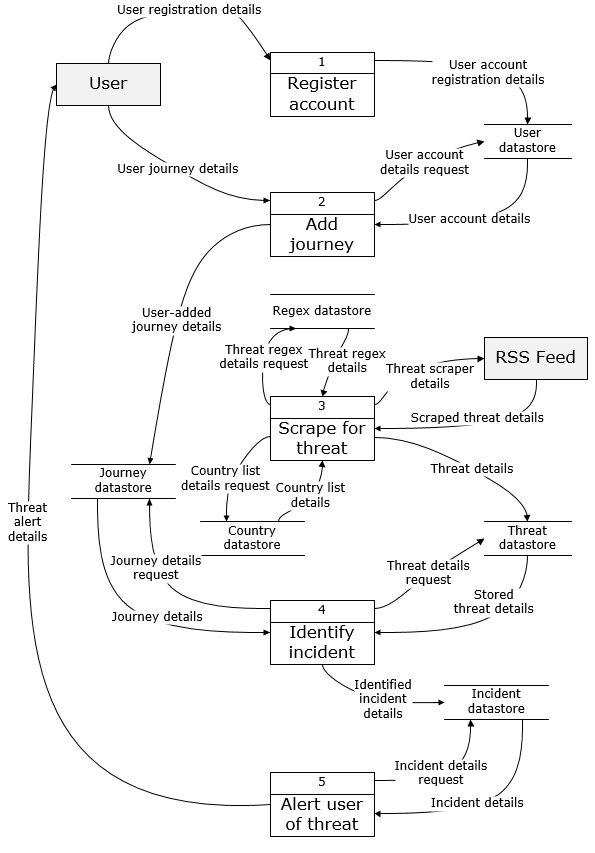 User registration details
User
1
Register
account
User account
registration details
User
datastore
User journey details
User account
details request
2
Add
journey
User account details
User-added
journey details
Regex datastore
Threat regex
details request
Threat regex
details
Threat scraper
details
RSS Feed
3
Scrape for
threat
Scraped threat details
Journey
datastore
Country list
details request
Country list
details
Threat details
Threat
alert
details
Country
datastore
Threat
datastore
Journey details
request
Threat details
request
Journey details
4
Identify
incident
Stored
threat details
Identified
incident
details
Incident
datastore
5
Alert user
of threat
Incident details
request
Incident details